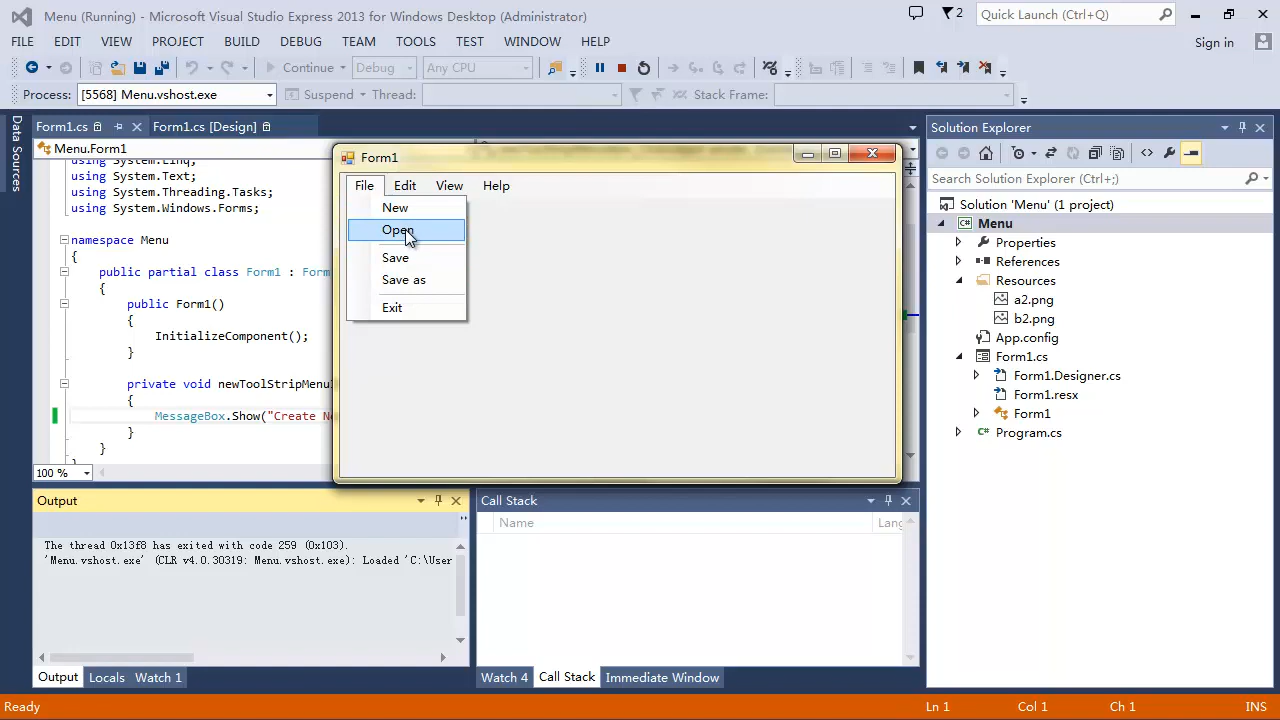 Menu (Running) - Microsoft Visual Studio Express 2013 for Windows Desktop (Administrator)
2
Quick Launch (Ctrl+Q)
FILE EDIT VIEW PROJECT BUILD DEBUG TEAM TOOLS TEST WINDOW HELP
Sign in
Continue Debug Any CPU
Process: [5568] Menu.vshost.exe Suspend Thread: Stack Frame:
Data Sources
Form1.cs Form1.cs [Design]
Menu.Form1
using System.Linq;
using System.Text;
using System.Threading.Tasks;
using System.Windows.Forms;
namespace Menu
{
public partial class Form1 : Form
{
public Form1()
{
InitializeComponent();
}
private void newToolStripMenu
{
MessageBox.Show("Create N
}
}
100 %
Form1
File Edit View Help
New
Open
Save
Save as
Exit
Solution Explorer
Search Solution Explorer (Ctrl+;)
Solution 'Menu' (1 project)
Menu
Properties
References
Resources
a2.png
b2.png
App.config
Form1.cs
Form1.Designer.cs
Form1.resx
Form1
Program.cs
Output
The thread 0x13f8 has exited with code 259 (0x103).
'Menu.vshost.exe' (CLR v4.0.30319: Menu.vshost.exe): Loaded 'C:\User
Output Locals Watch 1
Call Stack
Name Lang
Watch 4 Call Stack Immediate Window
Ready Ln 1 Col 1 Ch 1 INS